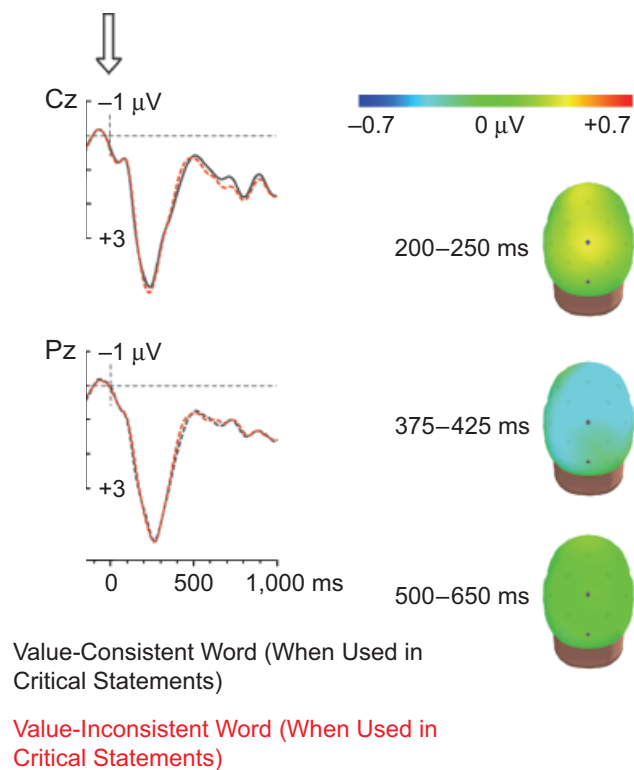 Cz
–1 μV
+3
–0.7 0 μV +0.7
200–250 ms
Pz
–1 μV
+3
375–425 ms
0 500 1,000 ms
500–650 ms
Value-Consistent Word (When Used in
Critical Statements)
Value-Inconsistent Word (When Used in
Critical Statements)